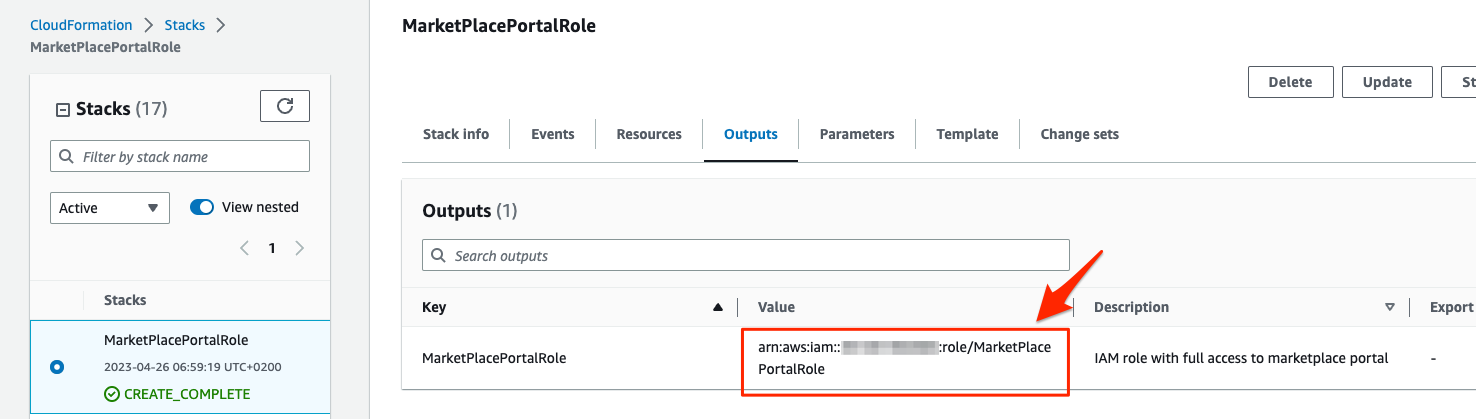 CloudFormation > Stacks >
MarketPlacePortalRole
Stacks (17)
Filter by stack name
Active
View nested
1
Stacks
MarketPlacePortalRole
2023-04-26 06:59:19 UTC+0200
CREATE_COMPLETE
MarketPlacePortalRole
Delete
Update
St
Stack info
Events
Resources
Outputs
Parameters
Template
Change sets
Outputs (1)
Search outputs
Key
Value
Description
Export
MarketPlacePortalRole
arn:aws:iam:: :role/MarketPlace
PortalRole
IAM role with full access to marketplace portal
-